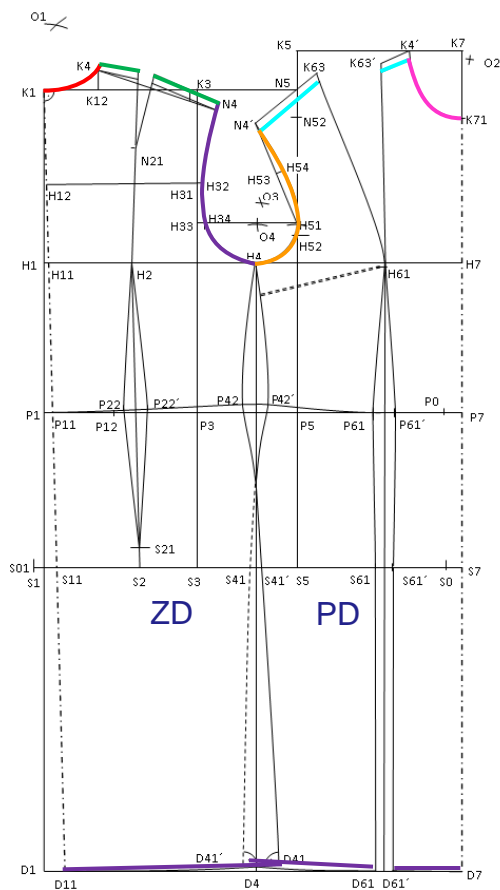 O1
K5
K4´
K7
K4
K63
K63´
O2
K1
K12
K3
N5
N4
N4´
N52
K71
N21
H54
H53
H12
H31
H32
O3
H33
H34
H51
O4
H52
H1
H11
H2
H4
H61
H7
P22
P22´
P42
P42´
P0
P1
P11
P12
P3
P5
P61
P61´
P7
S21
S01
S1
S11
S2
S3
S41
S41´
S5
S61
S61´
S0
S7
ZD
PD
D41´
D41
D1
D11
D4
D61
D61´
D7